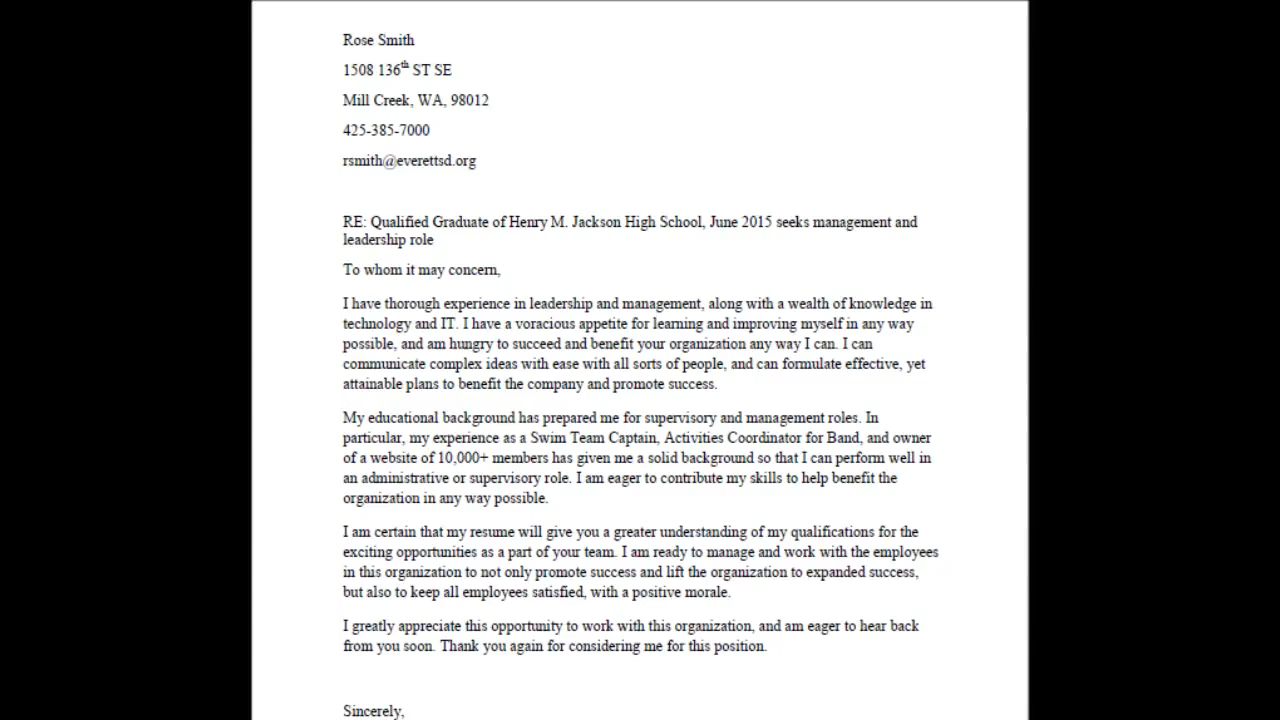 Rose Smith
1508 136th ST SE
Mill Creek, WA, 98012
425-385-7000
rsmith@everettsd.org
RE: Qualified Graduate of Henry M. Jackson High School, June 2015 seeks management and
leadership role
To whom it may concern,
I have thorough experience in leadership and management, along with a wealth of knowledge in
technology and IT. I have a voracious appetite for learning and improving myself in any way
possible, and am hungry to succeed and benefit your organization any way I can. I can
communicate complex ideas with ease with all sorts of people, and can formulate effective, yet
attainable plans to benefit the company and promote success.
My educational background has prepared me for supervisory and management roles. In
particular, my experience as a Swim Team Captain, Activities Coordinator for Band, and owner
of a website of 10,000+ members has given me a solid background so that I can perform well in
an administrative or supervisory role. I am eager to contribute my skills to help benefit the
organization in any way possible.
I am certain that my resume will give you a greater understanding of my qualifications for the
exciting opportunities as a part of your team. I am ready to manage and work with the employees
in this organization to not only promote success and lift the organization to expanded success,
but also to keep all employees satisfied, with a positive morale.
I greatly appreciate this opportunity to work with this organization, and am eager to hear back
from you soon. Thank you again for considering me for this position.
Sincerely,